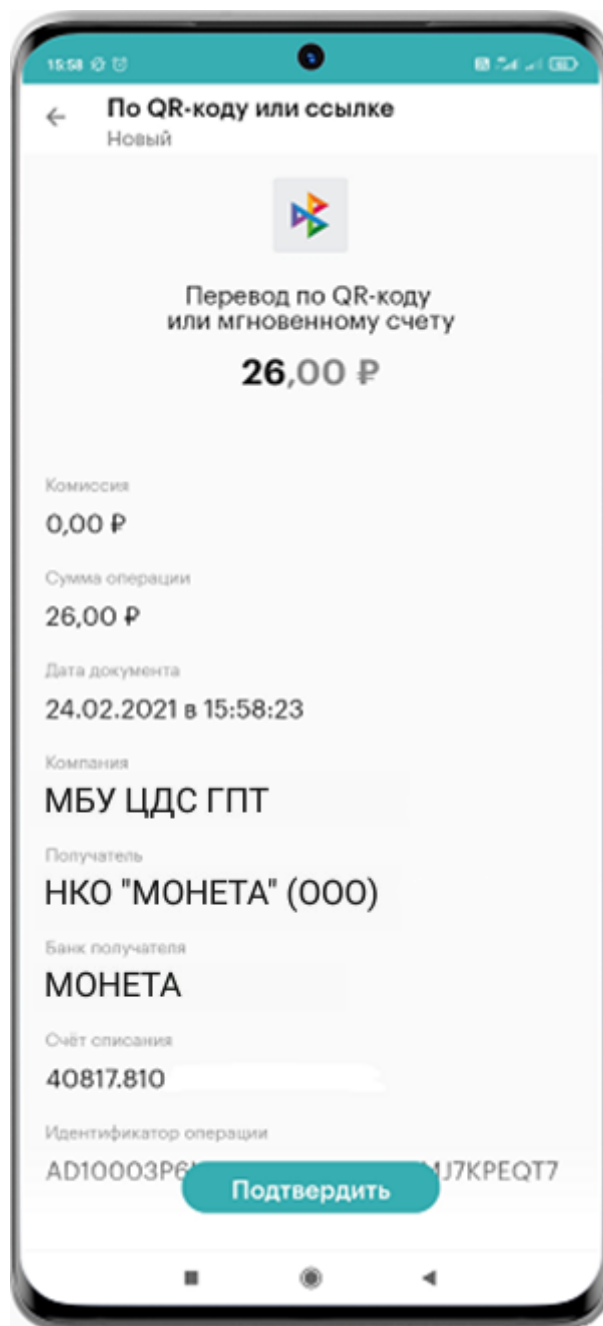 15:58
По QR-коду или ссылке
Новый
Перевод по QR-коду
или мгновенному счету
26,00 ₽
Комиссия
0,00 ₽
Сумма операции
26,00 ₽
Дата документа
24.02.2021 в 15:58:23
Компания
МБУ ЦДС ГПТ
Получатель
НКО "МОНЕТА" (ООО)
Банк получателя
МОНЕТА
Счёт списания
40817.810
Идентификатор операции
AD10003P6 MJ7KPEQT7
Подтвердить